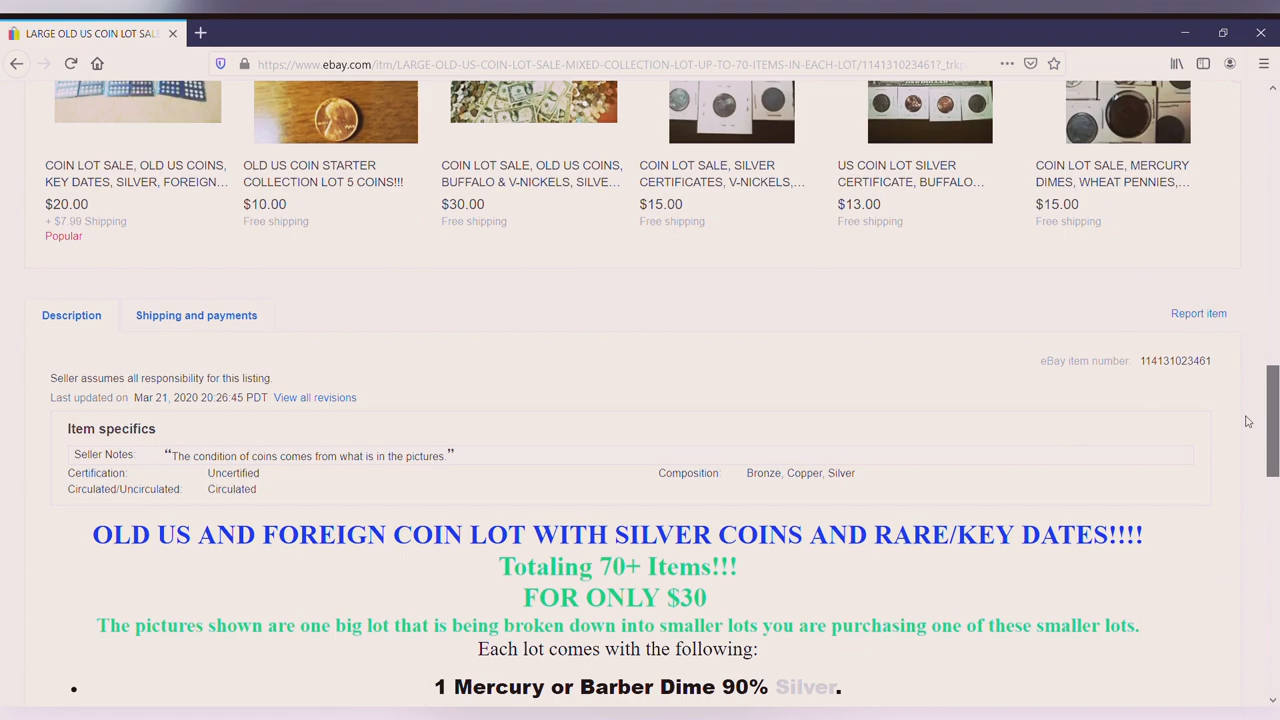 LARGE OLD US COIN LOT SAL
https://www.ebay.com/itm/LARGE-OLD-US-COIN-LOT-SALE-MIXED-COLLECTION-LOT-UP-TO-70-ITEMS-IN-EACH-LOT/114131023461?_trkp
COIN LOT SALE, OLD US COINS, KEY DATES, SILVER, FOREIGN...
$20.00
+ $7.99 Shipping
Popular
OLD US COIN STARTER COLLECTION LOT 5 COINS!!!
$10.00
Free shipping
COIN LOT SALE, OLD US COINS, BUFFALO & V-NICKELS, SILVE...
$30.00
Free shipping
COIN LOT SALE, SILVER CERTIFICATES, V-NICKELS,...
$15.00
Free shipping
US COIN LOT SILVER CERTIFICATE, BUFFALO...
$13.00
Free shipping
COIN LOT SALE, MERCURY DIMES, WHEAT PENNIES,...
$15.00
Free shipping
Description
Shipping and payments
Report item
eBay item number: 114131023461
Seller assumes all responsibility for this listing.
Last updated on Mar 21, 2020 20:26:45 PDT View all revisions
Item specifics
Seller Notes: “The condition of coins comes from what is in the pictures.”
Certification: Uncertified
Composition: Bronze, Copper, Silver
Circulated/Uncirculated: Circulated
OLD US AND FOREIGN COIN LOT WITH SILVER COINS AND RARE/KEY DATES!!!!
Totaling 70+ Items!!!
FOR ONLY $30
The pictures shown are one big lot that is being broken down into smaller lots you are purchasing one of these smaller lots.
Each lot comes with the following:
• 1 Mercury or Barber Dime 90% Silver.